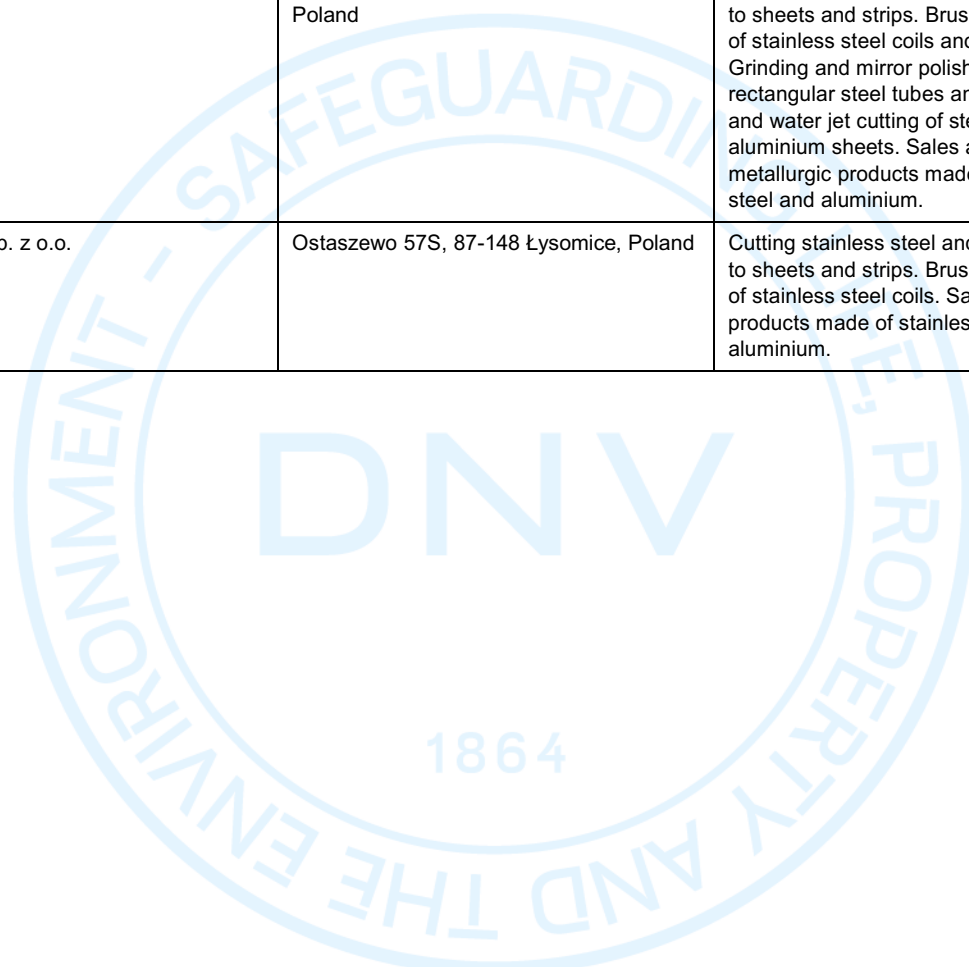 Poland
to sheets and strips. Brus
of stainless steel coils and
Grinding and mirror polish
rectangular steel tubes an
and water jet cutting of ste
aluminium sheets. Sales a
metallurgic products made
steel and aluminium.
z o.o.
Ostaszewo 57S, 87-148 Łysomice, Poland
Cutting stainless steel and
to sheets and strips. Brus
of stainless steel coils. Sa
products made of stainles
aluminium.
SAFEGUARDING LIFE, PROPERTY AND THE ENVIRONMENT -
DNV
1864